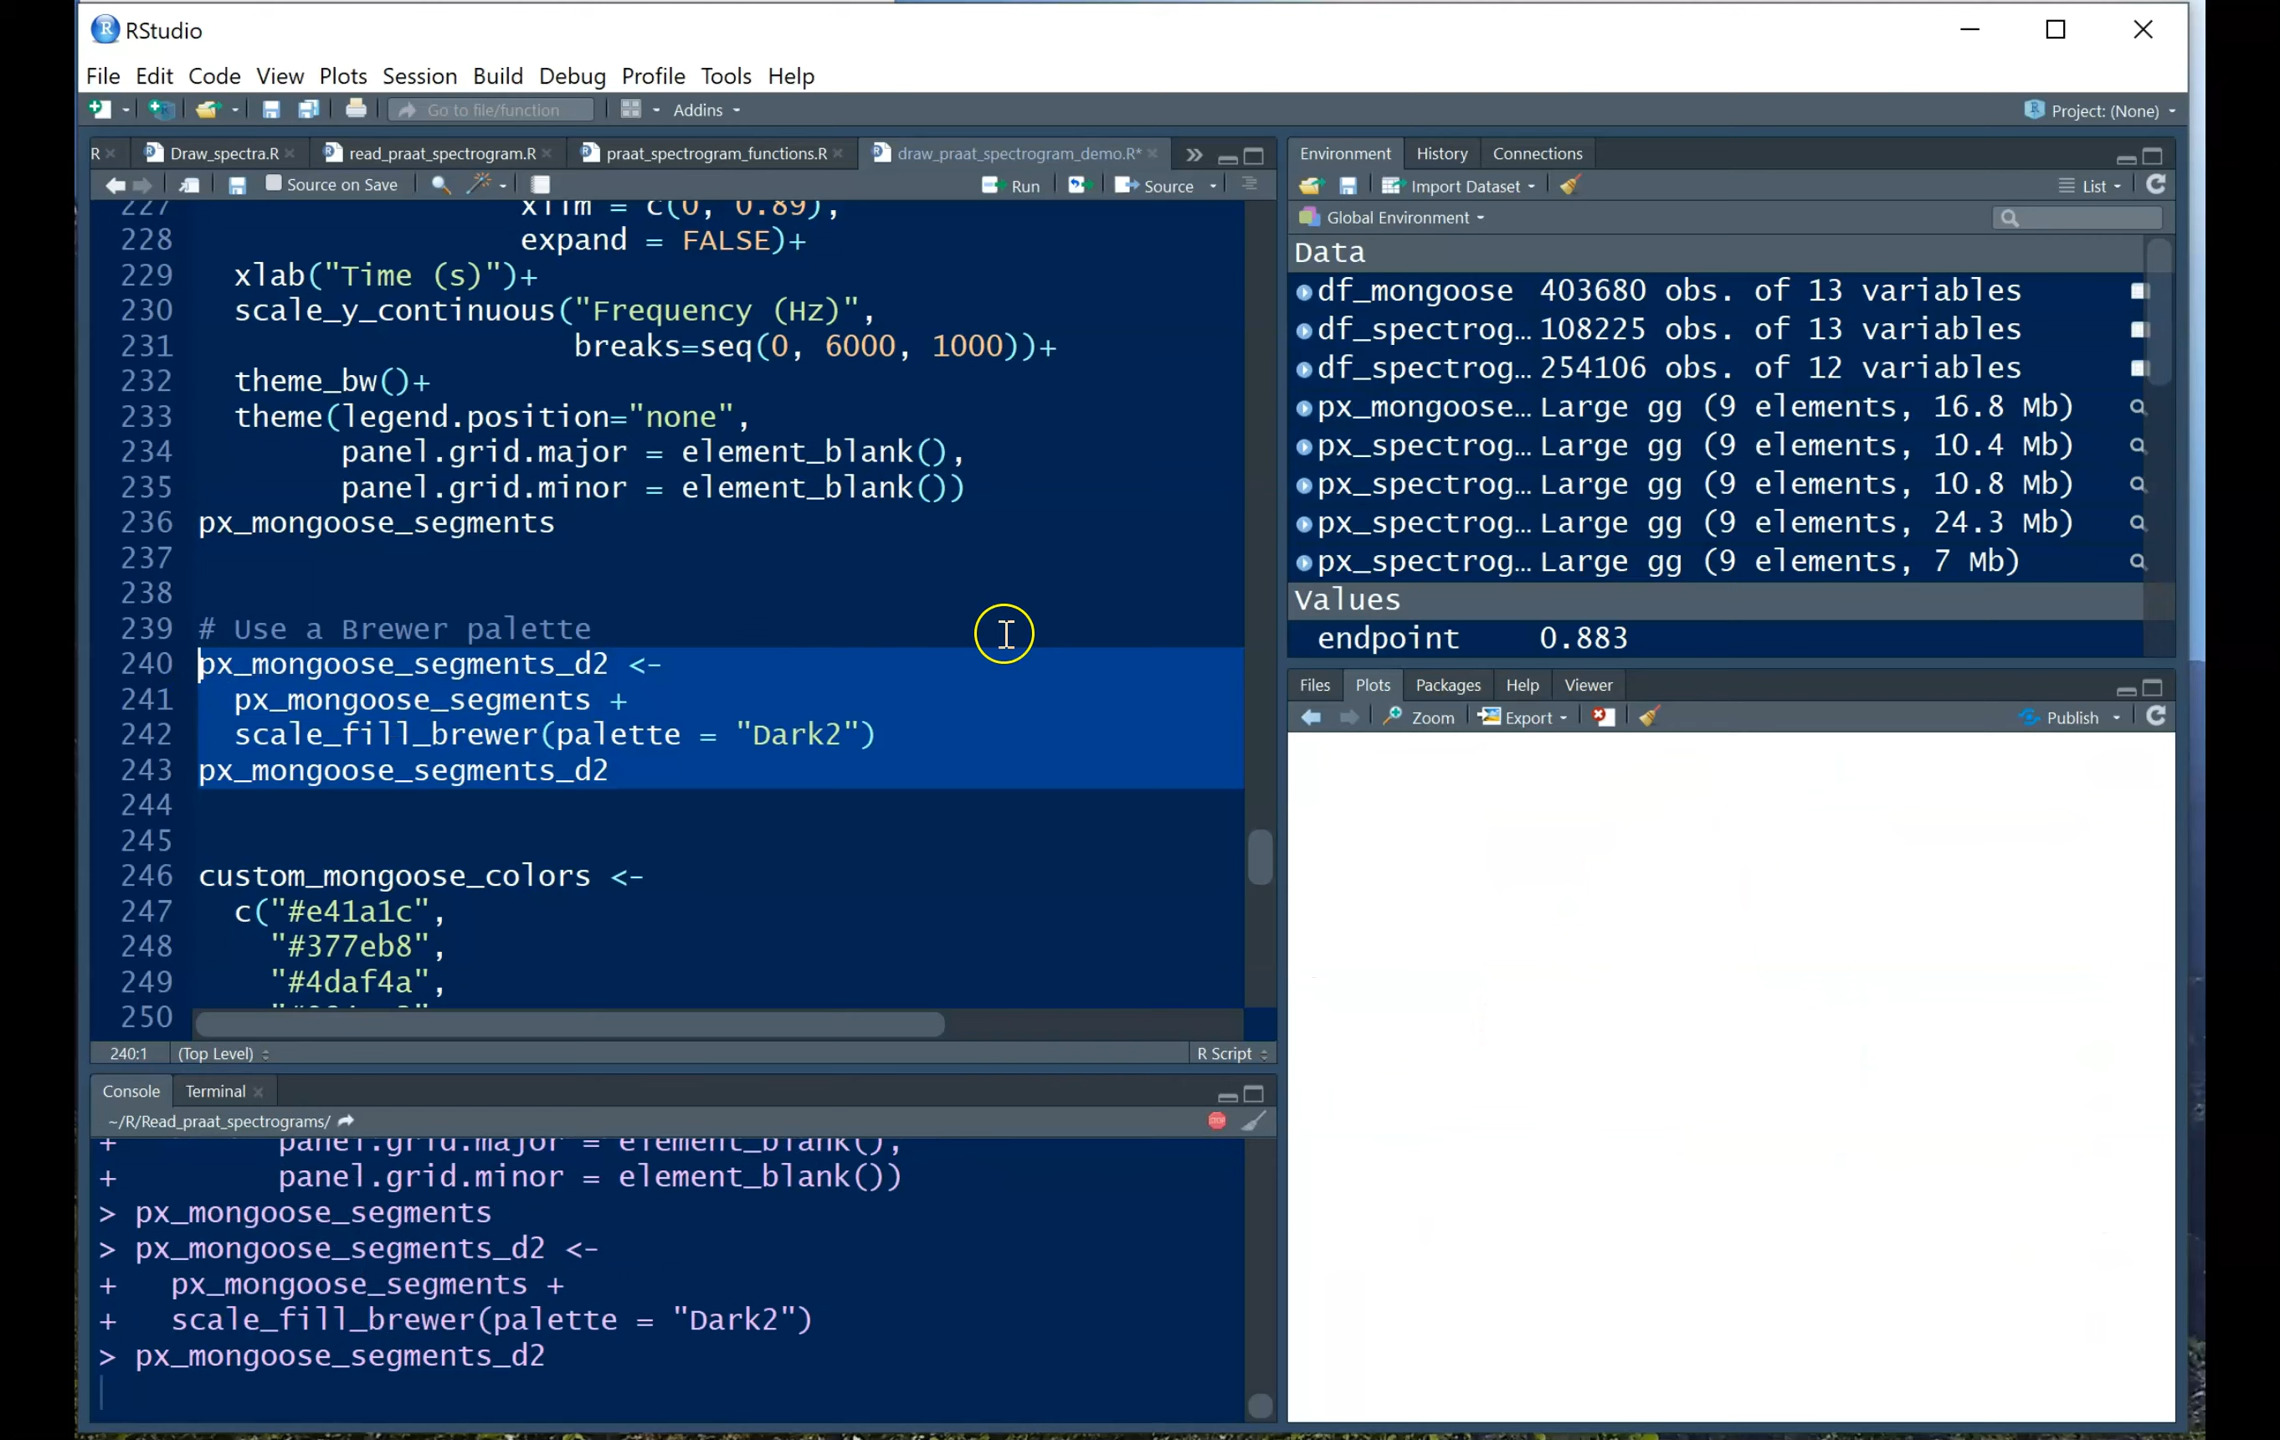 RStudio
File Edit Code View Plots Session Build Debug Profile Tools Help
Go to file/function Addins Project: (None)
R Draw_spectra.R read_praat_spectrogram.R praat_spectrogram_functions.R draw_praat_spectrogram_demo.R*
Source on Save Run Source
227 xlim = c(0, 0.89),
228 expand = FALSE)+
229 xlab("Time (s)")+
230 scale_y_continuous("Frequency (Hz)",
231 breaks=seq(0, 6000, 1000))+
232 theme_bw()+
233 theme(legend.position="none",
234 panel.grid.major = element_blank(),
235 panel.grid.minor = element_blank())
236 px_mongoose_segments
237
238
239 # Use a Brewer palette
240 px_mongoose_segments_d2 <-
241 px_mongoose_segments +
242 scale_fill_brewer(palette = "Dark2")
243 px_mongoose_segments_d2
244
245
246 custom_mongoose_colors <-
247 c("#e41a1c",
248 "#377eb8",
249 "#4daf4a",
250
240:1 (Top Level) R Script
Console Terminal
~/R/Read_praat_spectrograms/
+ panel.grid.major = element_blank(),
+ panel.grid.minor = element_blank())
> px_mongoose_segments
> px_mongoose_segments_d2 <-
+ px_mongoose_segments +
+ scale_fill_brewer(palette = "Dark2")
> px_mongoose_segments_d2
Environment History Connections
Import Dataset List
Global Environment
Data
df_mongoose 403680 obs. of 13 variables
df_spectrog… 108225 obs. of 13 variables
df_spectrog… 254106 obs. of 12 variables
px_mongoose… Large gg (9 elements, 16.8 Mb)
px_spectrog… Large gg (9 elements, 10.4 Mb)
px_spectrog… Large gg (9 elements, 10.8 Mb)
px_spectrog… Large gg (9 elements, 24.3 Mb)
px_spectrog… Large gg (9 elements, 7 Mb)
Values
endpoint 0.883
Files Plots Packages Help Viewer
Zoom Export Publish